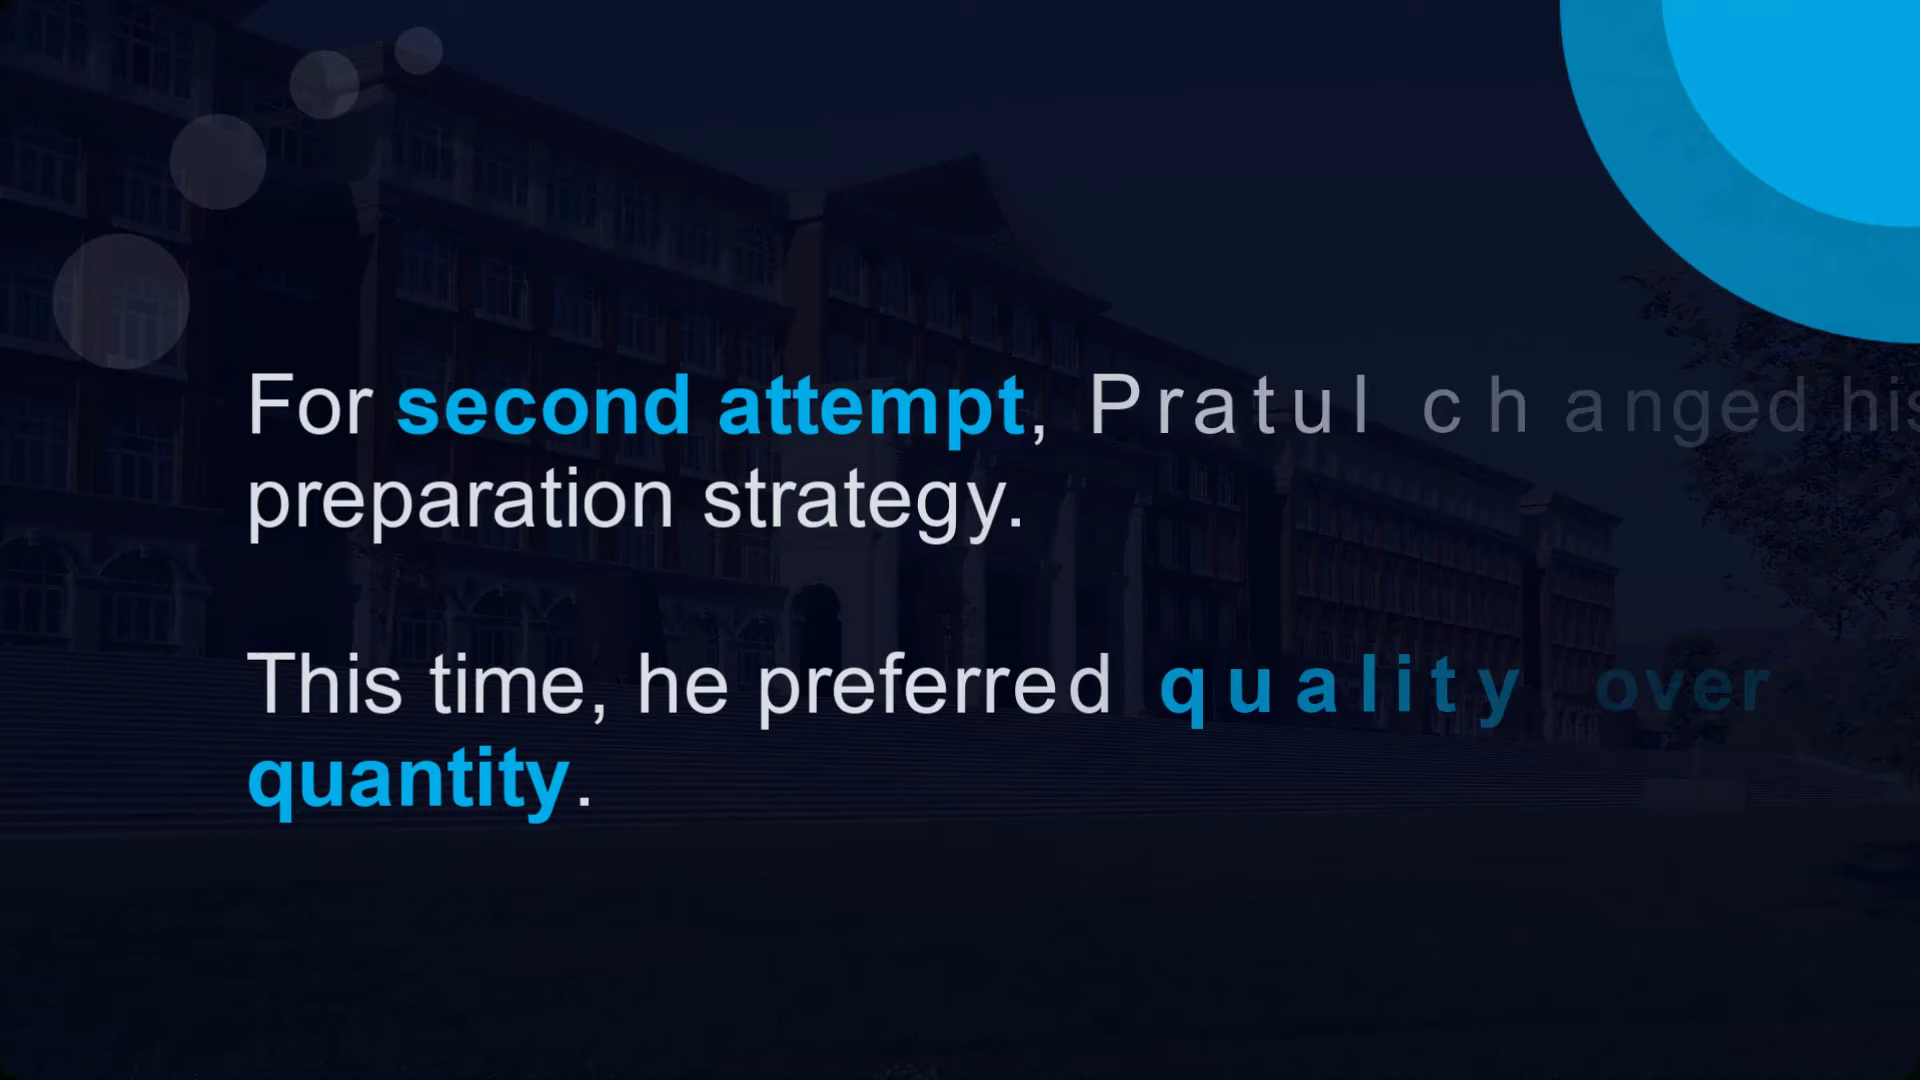 For second attempt, Pratul changed his
preparation strategy.
This time, he preferred quality over
quantity.